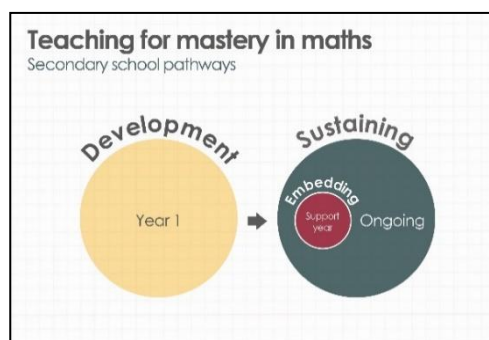 Teaching for mastery in maths
Secondary school pathways
Development
Year 1
Sustaining
Embedding
Support
year
Ongoing